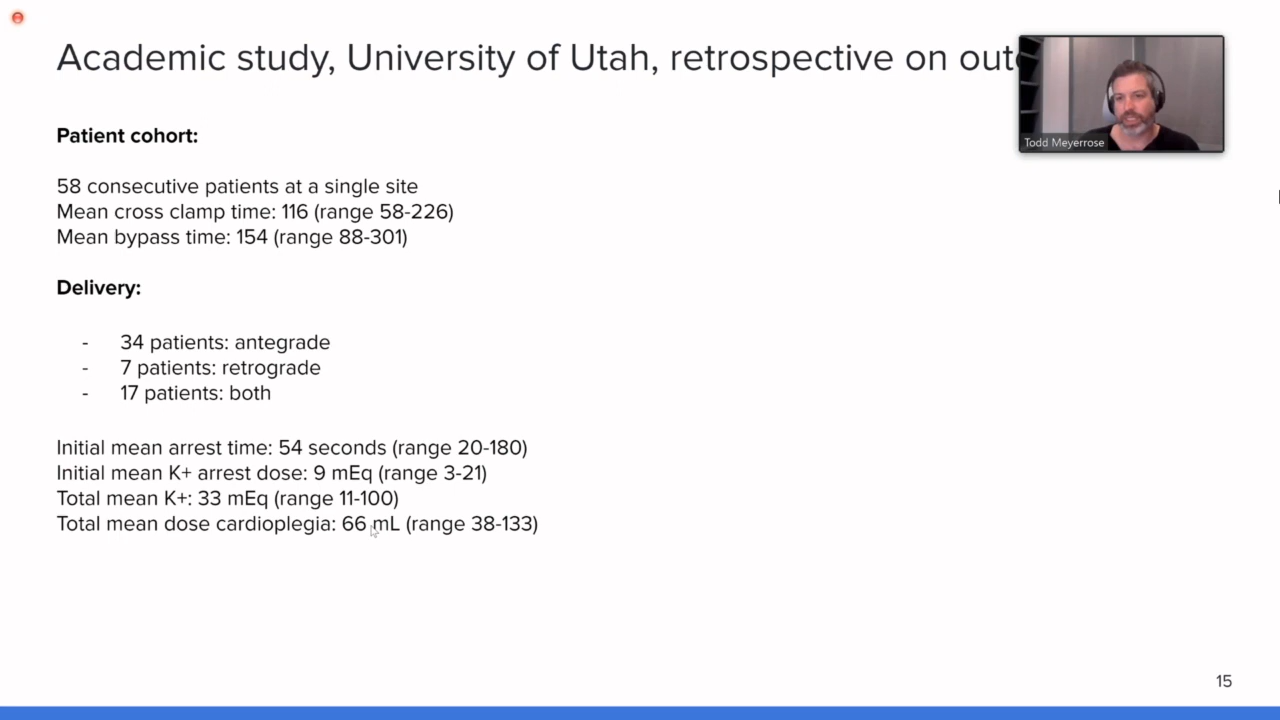 Academic study, University of Utah, retrospective on
Todd Meyerrose
Patient cohort:
58 consecutive patients at a single site
Mean cross clamp time: 116 (range 58-226)
Mean bypass time: 154 (range 88-301)
Delivery:
- 34 patients: antegrade
- 7 patients: retrograde
- 17 patients: both
Initial mean arrest time: 54 seconds (range 20-180)
Initial mean K+ arrest dose: 9 mEq (range 3-21)
Total mean K+: 33 mEq (range 11-100)
Total mean dose cardioplegia: 66 mL (range 38-133)
15